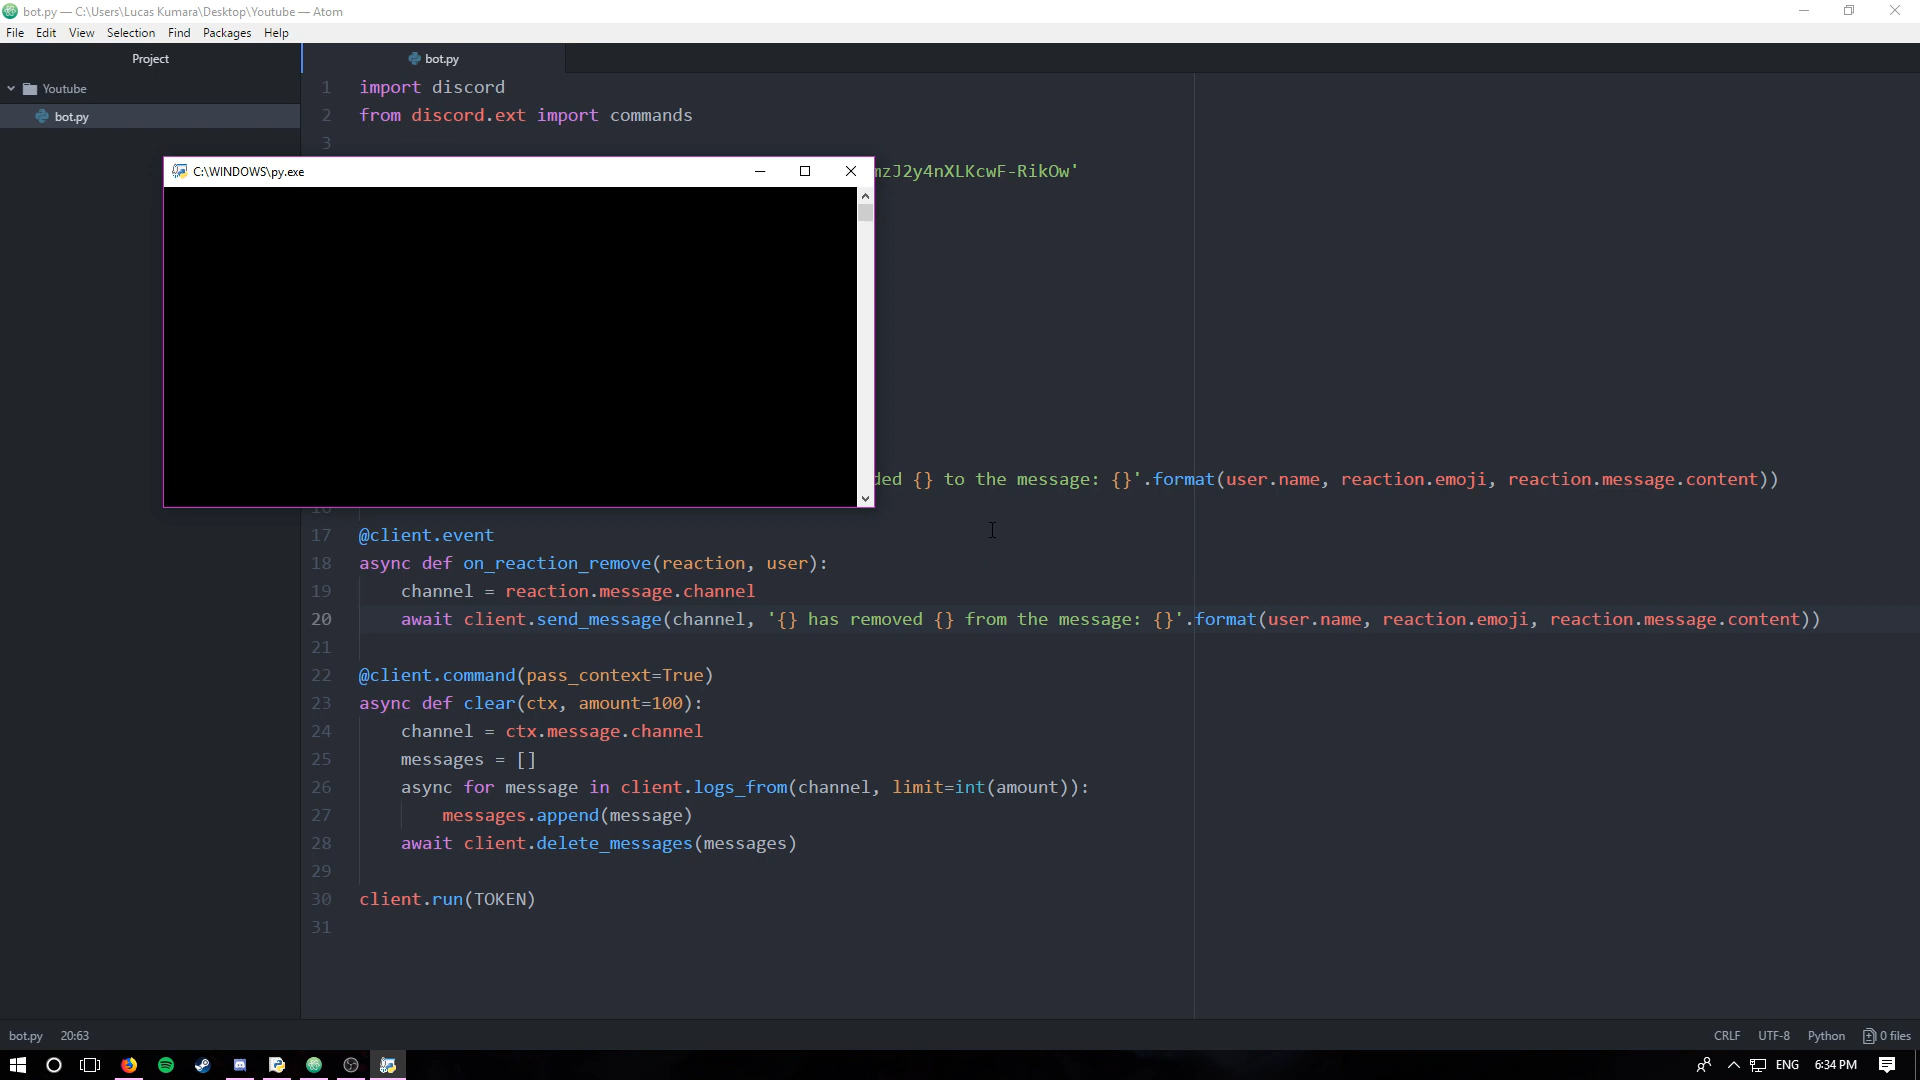 bot.py — C:\Users\Lucas Kumara\Desktop\Youtube — Atom
File Edit View Selection Find Packages Help
Project
bot.py
Youtube
bot.py
1 import discord
2 from discord.ext import commands
3
C:\WINDOWS\py.exe
mzJ2y4nXLKcwF-RikOw'
ded {} to the message: {}'.format(user.name, reaction.emoji, reaction.message.content))
16
17 @client.event
18 async def on_reaction_remove(reaction, user):
19 channel = reaction.message.channel
20 await client.send_message(channel, '{} has removed {} from the message: {}'.format(user.name, reaction.emoji, reaction.message.content))
21
22 @client.command(pass_context=True)
23 async def clear(ctx, amount=100):
24 channel = ctx.message.channel
25 messages = []
26 async for message in client.logs_from(channel, limit=int(amount)):
27 messages.append(message)
28 await client.delete_messages(messages)
29
30 client.run(TOKEN)
31
bot.py 20:63
CRLF UTF-8 Python 0 files
ENG 6:34 PM